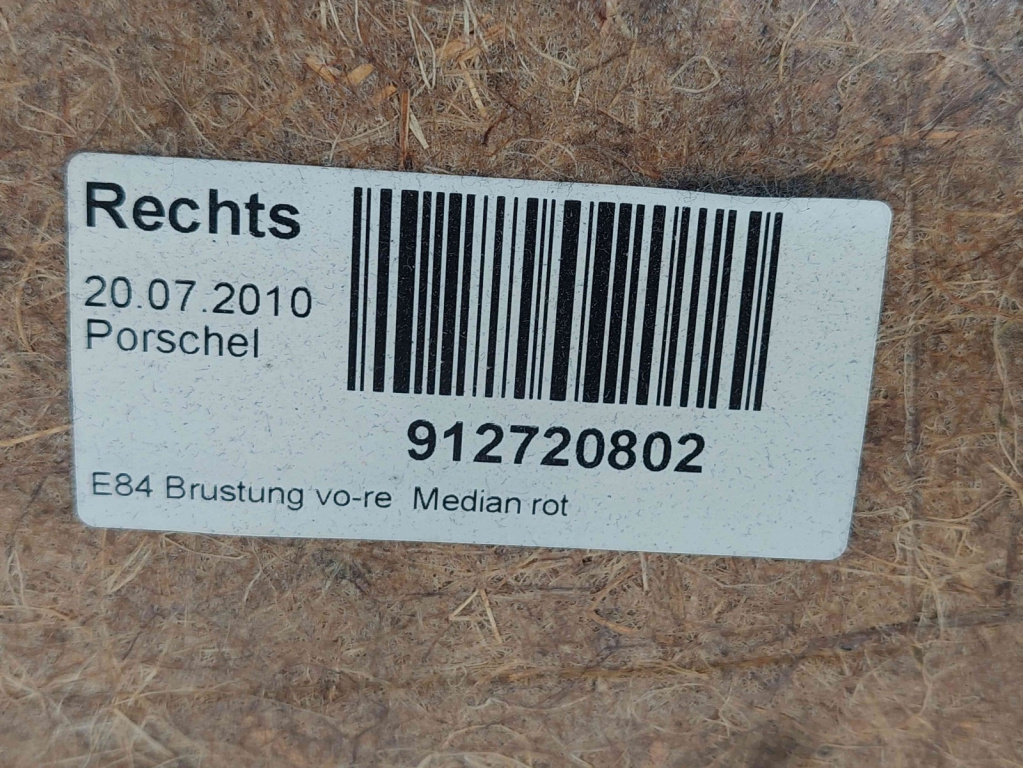 Rechts
20.07.2010
Porschel
912720802
E84 Brustung vo-re Median rot